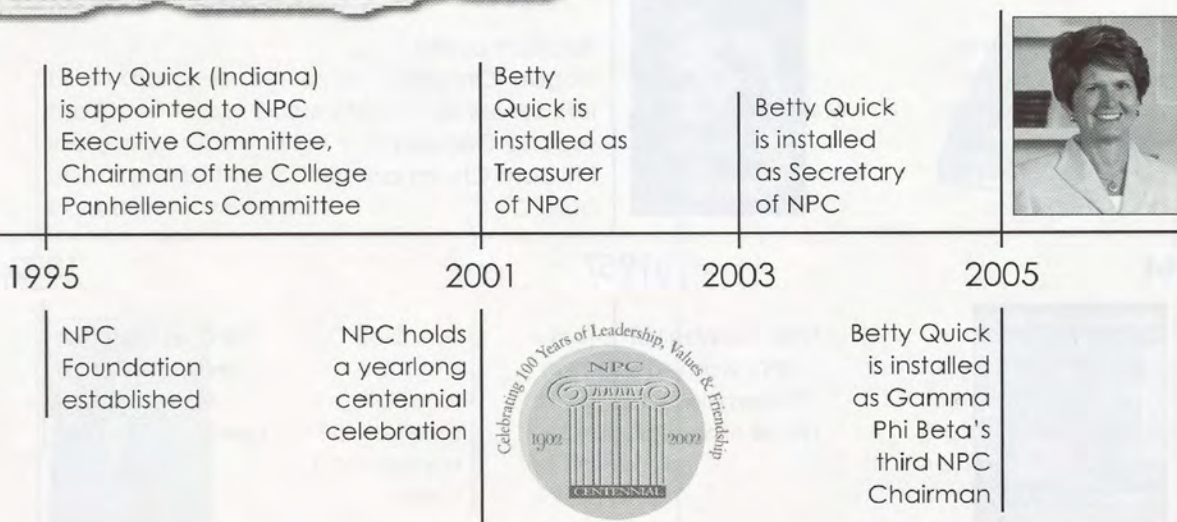 Betty Quick (Indiana)
is appointed to NPC
Executive Committee,
Chairman of the College
Panhellenics Committee
Betty
Quick is
installed as
Treasurer
of NPC
Betty Quick
is installed
as Secretary
of NPC
1995
2001
2003
2005
NPC
Foundation
established
NPC holds
a yearlong
centennial
celebration
Celebrating 100 Years of Leadership, Values & Friendship
NPC
1902
2002
CENTENNIAL
Betty Quick
is installed
as Gamma
Phi Beta's
third NPC
Chairman